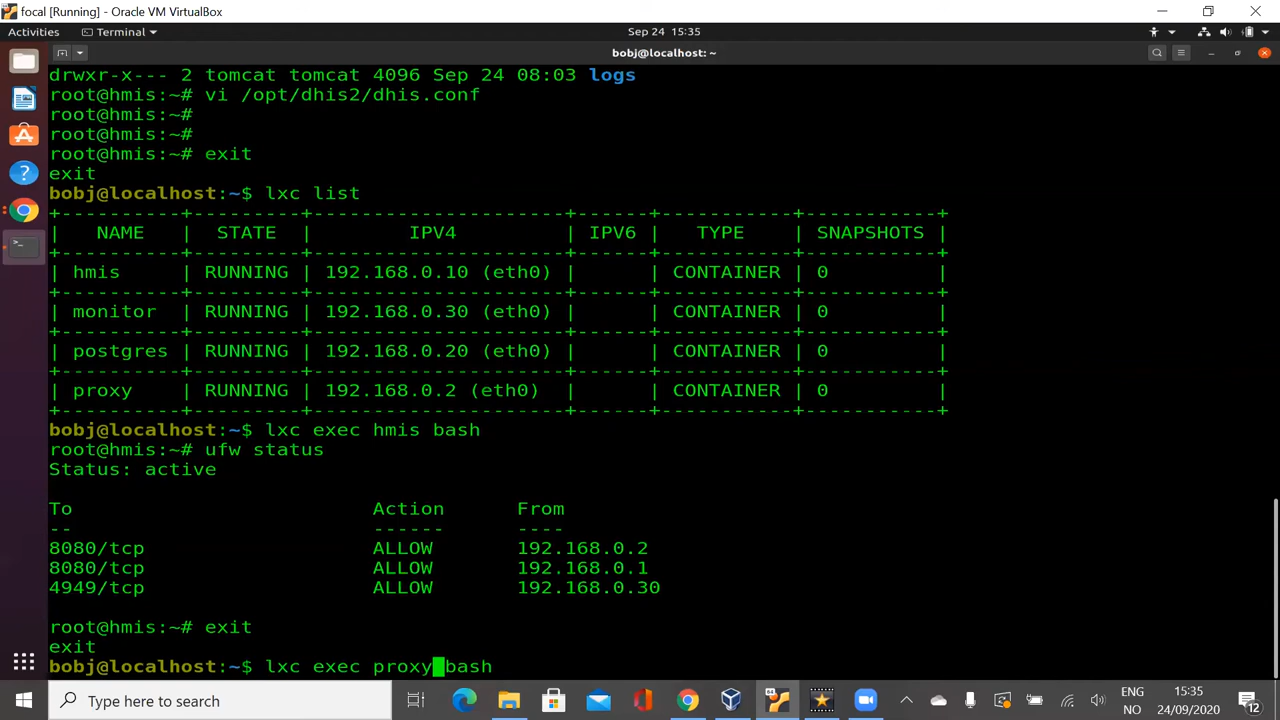 focal [Running] - Oracle VM VirtualBox
Activities Terminal Sep 24 15:35
bobj@localhost: ~
drwxr-x--- 2 tomcat tomcat 4096 Sep 24 08:03 logs
root@hmis:~# vi /opt/dhis2/dhis.conf
root@hmis:~#
root@hmis:~#
root@hmis:~# exit
exit
bobj@localhost:~$ lxc list
+----------+---------+---------------------+------+-----------+-----------+
| NAME | STATE | IPV4 | IPV6 | TYPE | SNAPSHOTS |
+----------+---------+---------------------+------+-----------+-----------+
| hmis | RUNNING | 192.168.0.10 (eth0) | | CONTAINER | 0 |
+----------+---------+---------------------+------+-----------+-----------+
| monitor | RUNNING | 192.168.0.30 (eth0) | | CONTAINER | 0 |
+----------+---------+---------------------+------+-----------+-----------+
| postgres | RUNNING | 192.168.0.20 (eth0) | | CONTAINER | 0 |
+----------+---------+---------------------+------+-----------+-----------+
| proxy | RUNNING | 192.168.0.2 (eth0) | | CONTAINER | 0 |
+----------+---------+---------------------+------+-----------+-----------+
bobj@localhost:~$ lxc exec hmis bash
root@hmis:~# ufw status
Status: active
To Action From
-- ------ ----
8080/tcp ALLOW 192.168.0.2
8080/tcp ALLOW 192.168.0.1
4949/tcp ALLOW 192.168.0.30
root@hmis:~# exit
exit
bobj@localhost:~$ lxc exec proxy bash
Type here to search
ENG 15:35
NO 24/09/2020 12